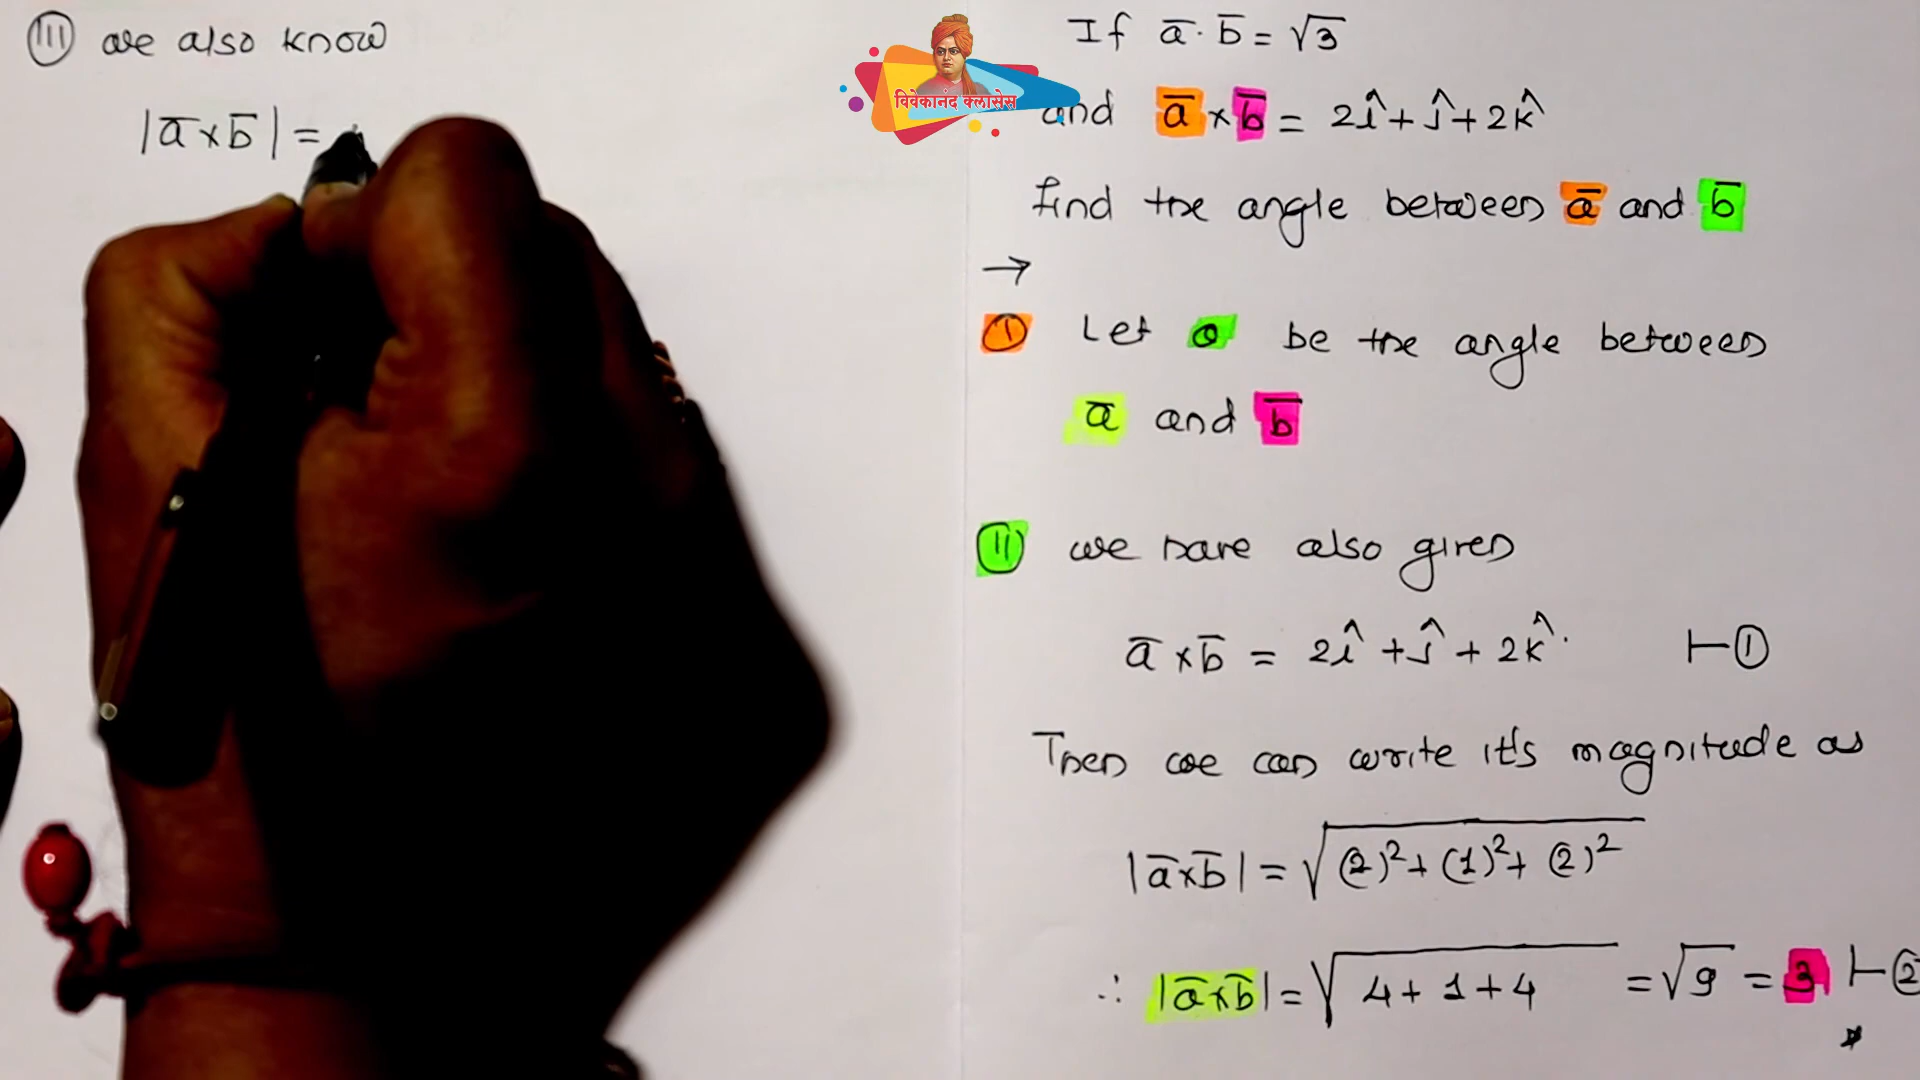 III we also know
|a̅×b̅| =
विवेकानंद क्लासेस
If a̅·b̅ = √3
and a̅×b̅ = 2î+ĵ+2k̂
find the angle between a̅ and b̅
→
I Let θ be the angle between
a̅ and b̅
II we have also given
a̅×b̅ = 2î+ĵ+2k̂. ⊢①
Then we can write it's magnitude as
|a̅×b̅| = √(2)²+(1)²+(2)²
∴ |a̅×b̅| = √4+1+4 = √9 = 3 ⊢②